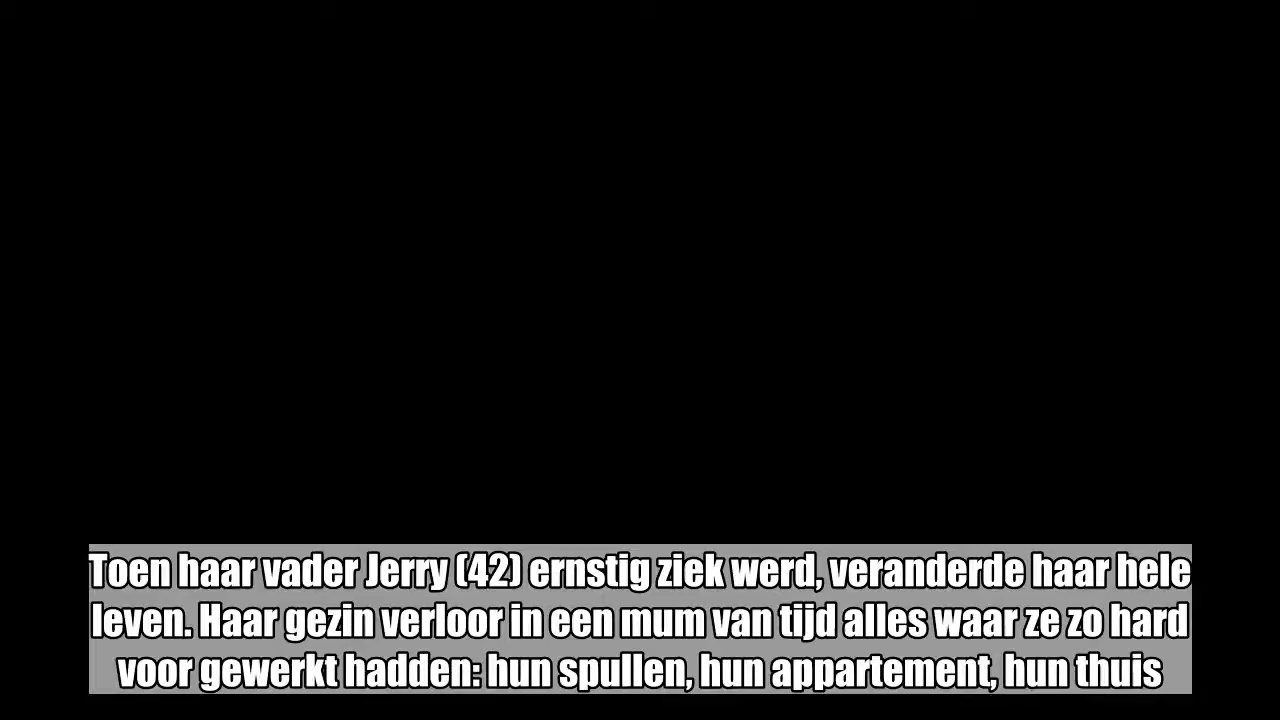 Toen haar vader Jerry (42) ernstig ziek werd, veranderde haar hele
leven. Haar gezin verloor in een mum van tijd alles waar ze zo hard
voor gewerkt hadden: hun spullen, hun appartement, hun thuis